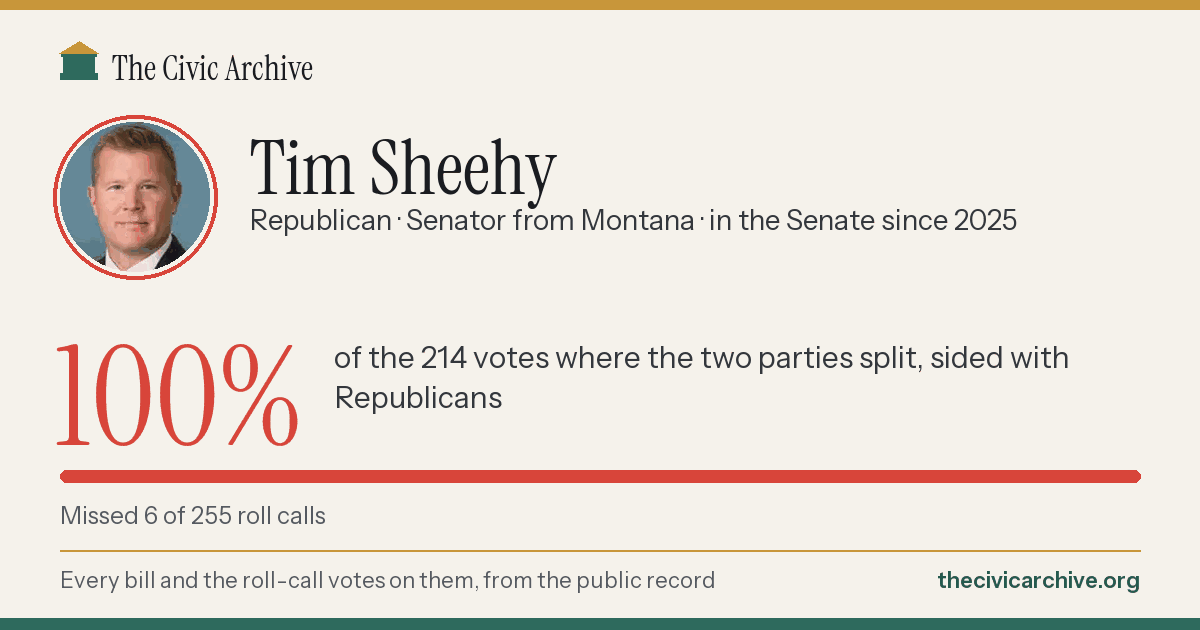 The Civic Archive
Tim Sheehy
Republican · Senator from Montana · in the Senate since 2025
100%
of the 214 votes where the two parties split, sided with
Republicans
Missed 6 of 255 roll calls
Every bill and the roll-call votes on them, from the public record
thecivicarchive.org